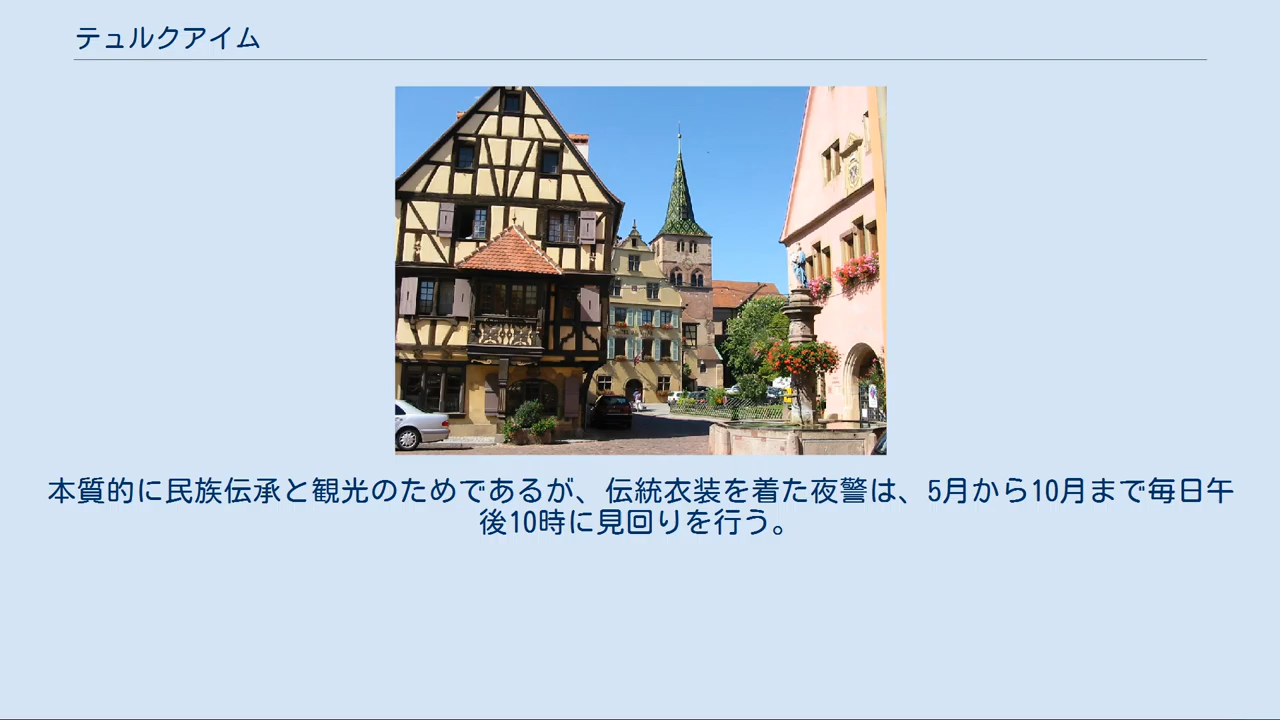 テュルクアイム
本質的に民族伝承と観光のためであるが、伝統衣装を着た夜警は、5月から10月まで毎日午
後10時に見回りを行う。